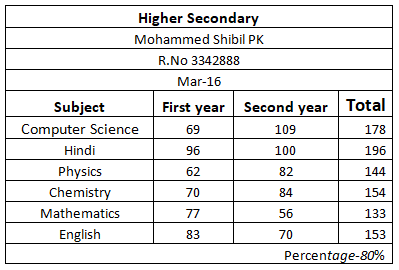 Higher Secondary
Mohammed Shibil PK
R.No 3342888
Mar-16
Subject First year Second year Total
Computer Science 69 109 178
Hindi 96 100 196
Physics 62 82 144
Chemistry 70 84 154
Mathematics 77 56 133
English 83 70 153
Percentage-80%